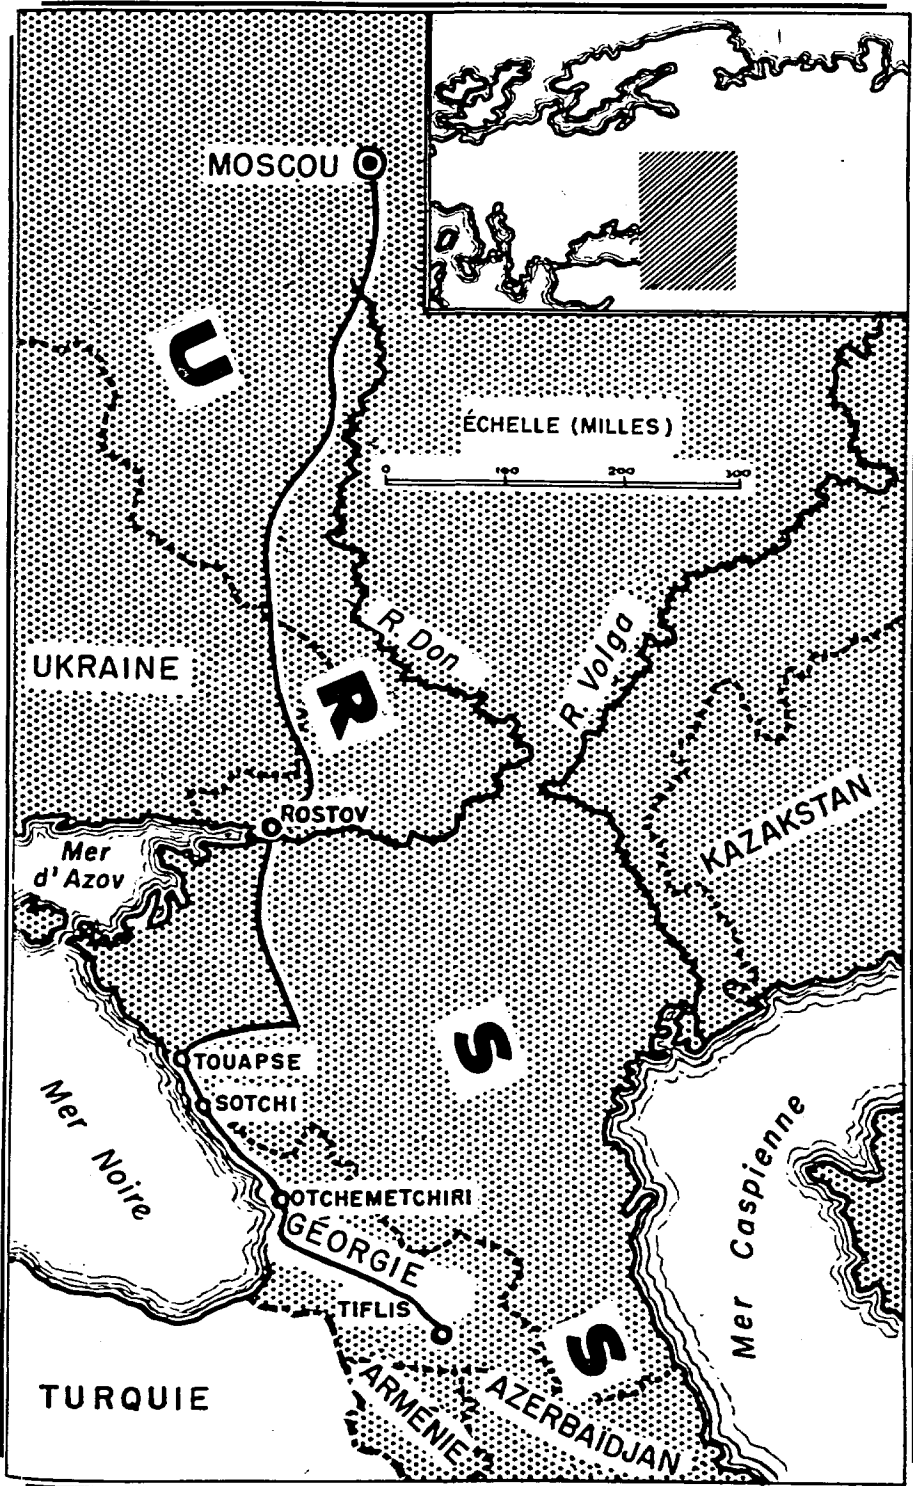 MOSCOU
U
ÉCHELLE (MILLES)
0 100 200 300
R. Don
R. Volga
UKRAINE
R
KAZAKSTAN
ROSTOV
Mer
d'Azov
S
TOUAPSE
SOTCHI
Mer Noire
Mer Caspienne
OTCHEMETCHIRI
GÉORGIE
TIFLIS
S
TURQUIE
ARMÉNIE
AZERBAIDJAN